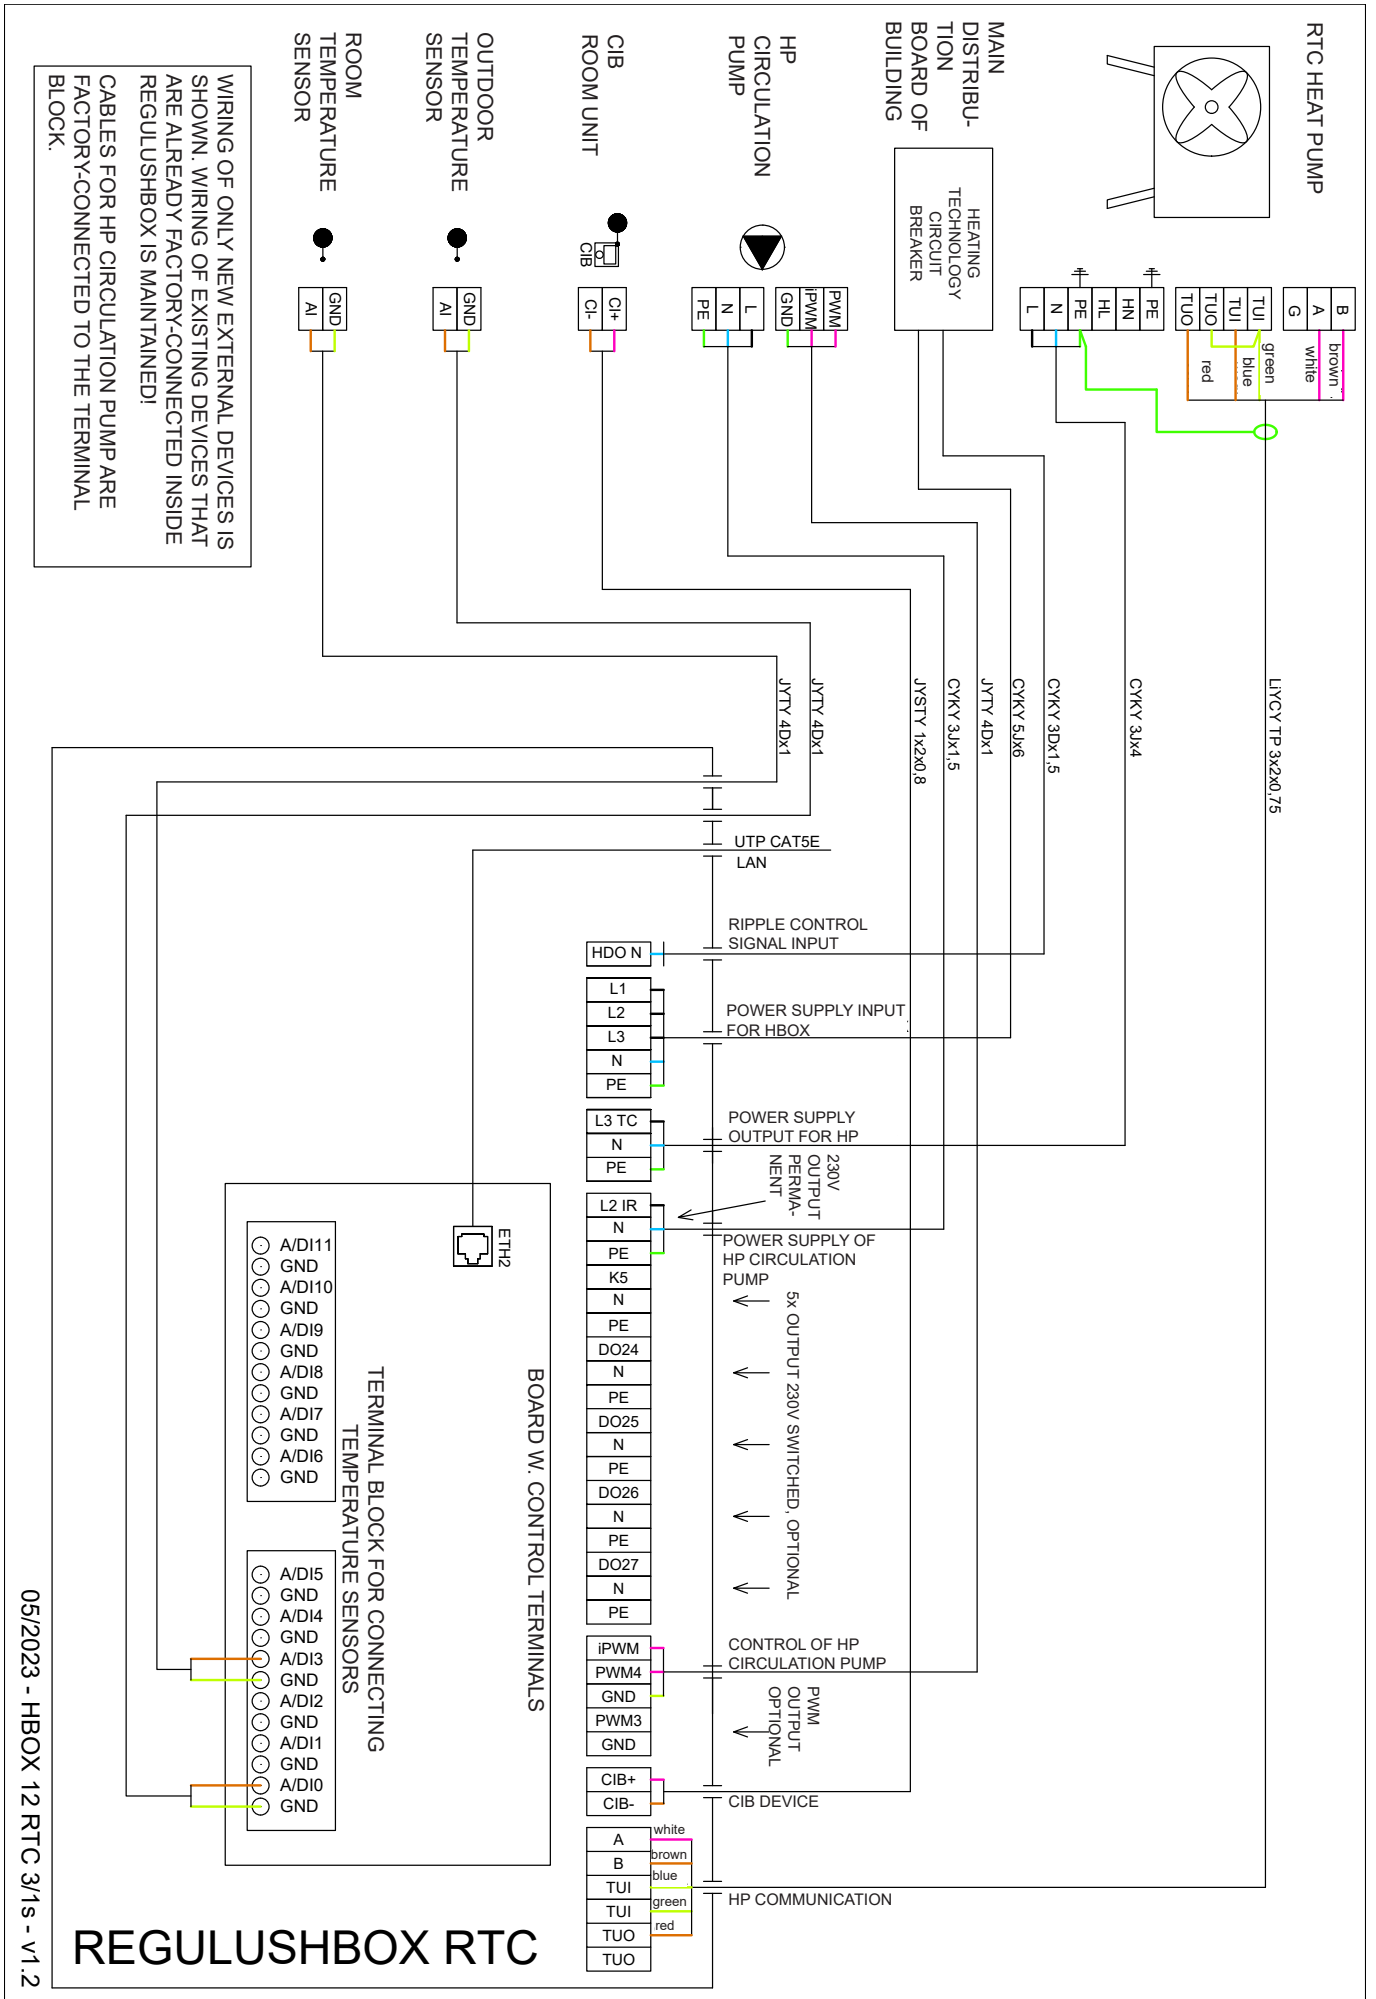 RTC HEAT PUMP
MAIN
DISTRIBU-
TION
BOARD OF
BUILDING
HP
CIRCULATION
PUMP
CIB
ROOM UNIT
OUTDOOR
TEMPERATURE
SENSOR
ROOM
TEMPERATURE
SENSOR
HEATING
TECHNOLOGY
CIRCUIT
BREAKER
CIB
B
A
G
TUI
TUI
TUO
TUO
PE
HN
HL
PE
N
L
PWM
iPWM
GND
L
N
PE
CI+
CI-
GND
AI
GND
AI
brown
white
green
blue
red
WIRING OF ONLY NEW EXTERNAL DEVICES IS
SHOWN. WIRING OF EXISTING DEVICES THAT
ARE ALREADY FACTORY-CONNECTED INSIDE
REGULUSHBOX IS MAINTAINED!
CABLES FOR HP CIRCULATION PUMP ARE
FACTORY-CONNECTED TO THE TERMINAL
BLOCK.
LiYCY TP 3x2x0,75
CYKY 3Jx4
CYKY 3Dx1,5
CYKY 5Jx6
JYTY 4Dx1
CYKY 3Jx1,5
JYSTY 1x2x0,8
JYTY 4Dx1
JYTY 4Dx1
UTP CAT5E
LAN
RIPPLE CONTROL
SIGNAL INPUT
HDO N
L1
L2
L3
N
PE
POWER SUPPLY INPUT
FOR HBOX
L3 TC
N
PE
POWER SUPPLY
OUTPUT FOR HP
230V
OUTPUT
PERMA-
NENT
L2 IR
N
PE
K5
N
PE
DO24
N
PE
DO25
N
PE
DO26
N
PE
DO27
N
PE
POWER SUPPLY OF
HP CIRCULATION
PUMP
5x OUTPUT 230V SWITCHED, OPTIONAL
iPWM
PWM4
GND
PWM3
GND
CONTROL OF HP
CIRCULATION PUMP
PWM
OUTPUT
OPTIONAL
CIB+
CIB-
CIB DEVICE
A
B
TUI
TUI
TUO
TUO
white
brown
blue
green
red
HP COMMUNICATION
ETH2
BOARD W. CONTROL TERMINALS
TERMINAL BLOCK FOR CONNECTING
TEMPERATURE SENSORS
A/DI11
GND
A/DI10
GND
A/DI9
GND
A/DI8
GND
A/DI7
GND
A/DI6
GND
A/DI5
GND
A/DI4
GND
A/DI3
GND
A/DI2
GND
A/DI1
GND
A/DI0
GND
REGULUSHBOX RTC
05/2023 - HBOX 12 RTC 3/1s - v1.2